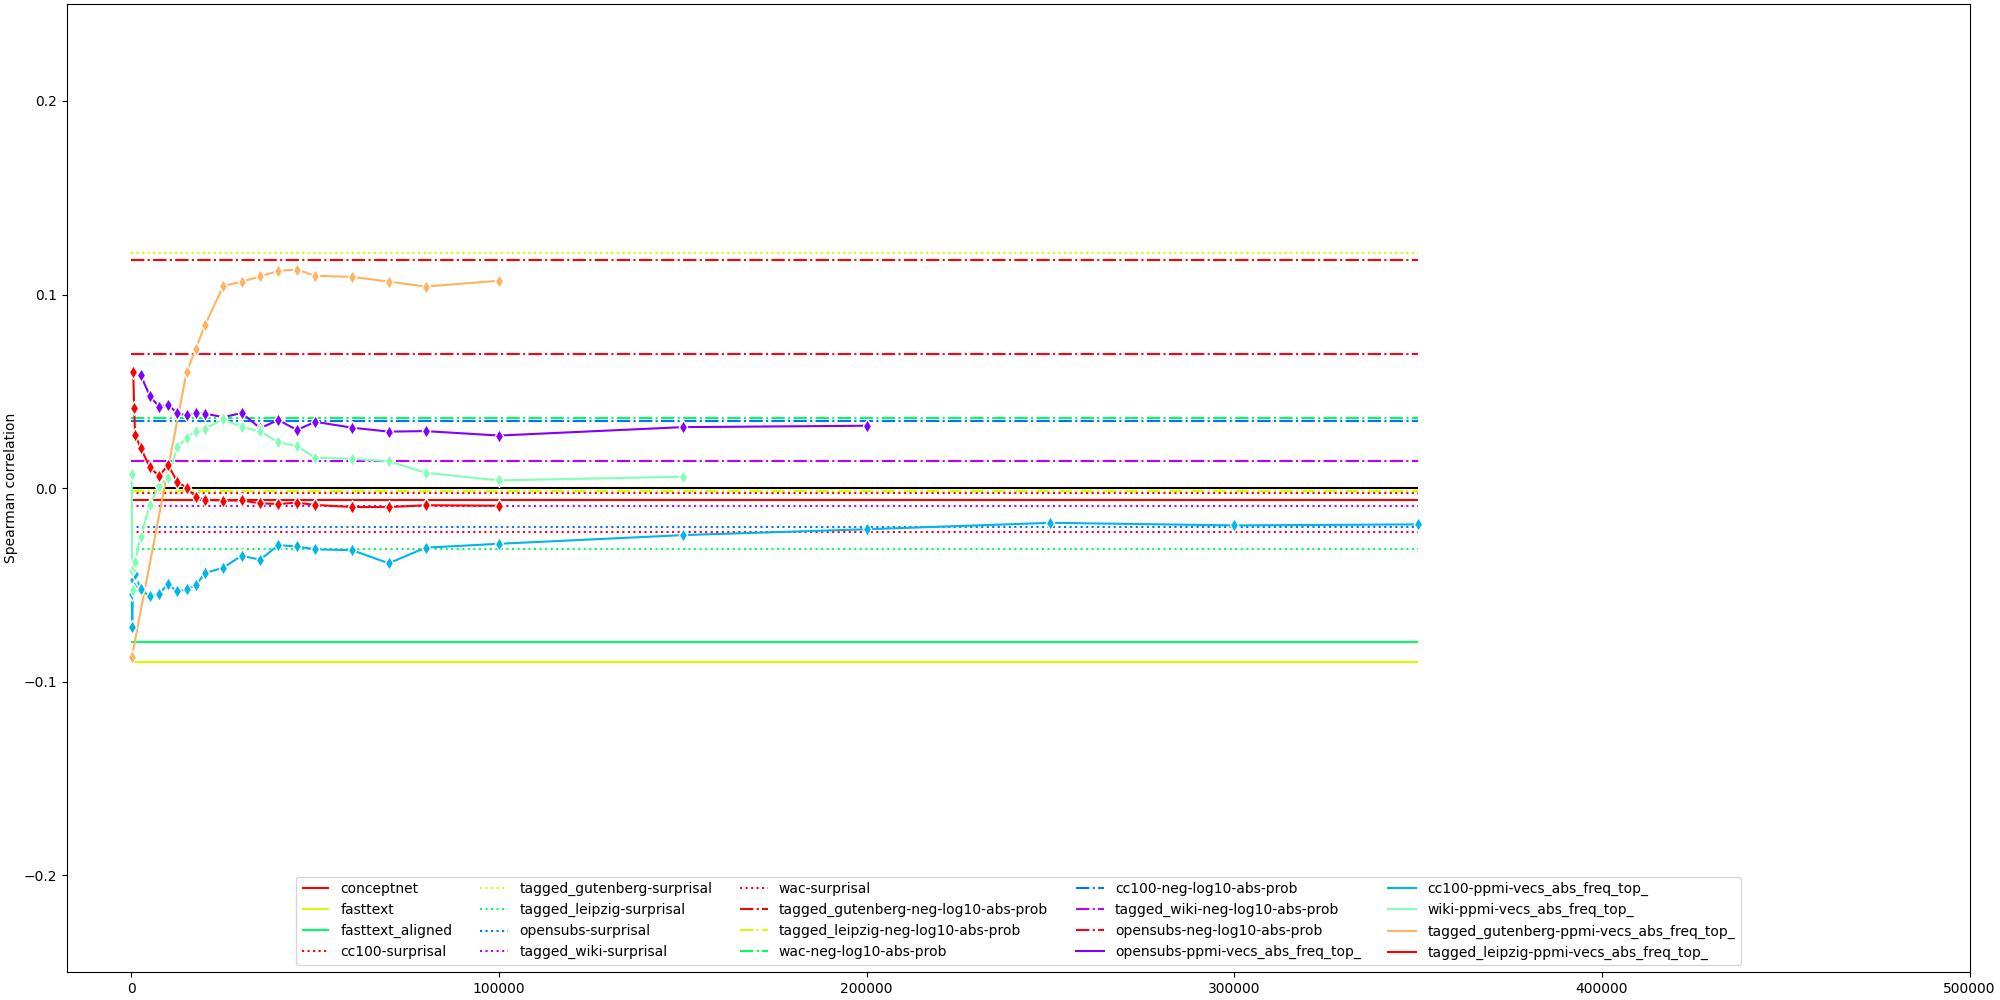 0.2
0.1
0.0
−0.1
−0.2
Spearman correlation
0
100000
200000
300000
400000
500000
conceptnet
fasttext
fasttext_aligned
cc100-surprisal
tagged_gutenberg-surprisal
tagged_leipzig-surprisal
opensubs-surprisal
tagged_wiki-surprisal
wac-surprisal
tagged_gutenberg-neg-log10-abs-prob
tagged_leipzig-neg-log10-abs-prob
wac-neg-log10-abs-prob
cc100-neg-log10-abs-prob
tagged_wiki-neg-log10-abs-prob
opensubs-neg-log10-abs-prob
opensubs-ppmi-vecs_abs_freq_top_
cc100-ppmi-vecs_abs_freq_top_
wiki-ppmi-vecs_abs_freq_top_
tagged_gutenberg-ppmi-vecs_abs_freq_top_
tagged_leipzig-ppmi-vecs_abs_freq_top_